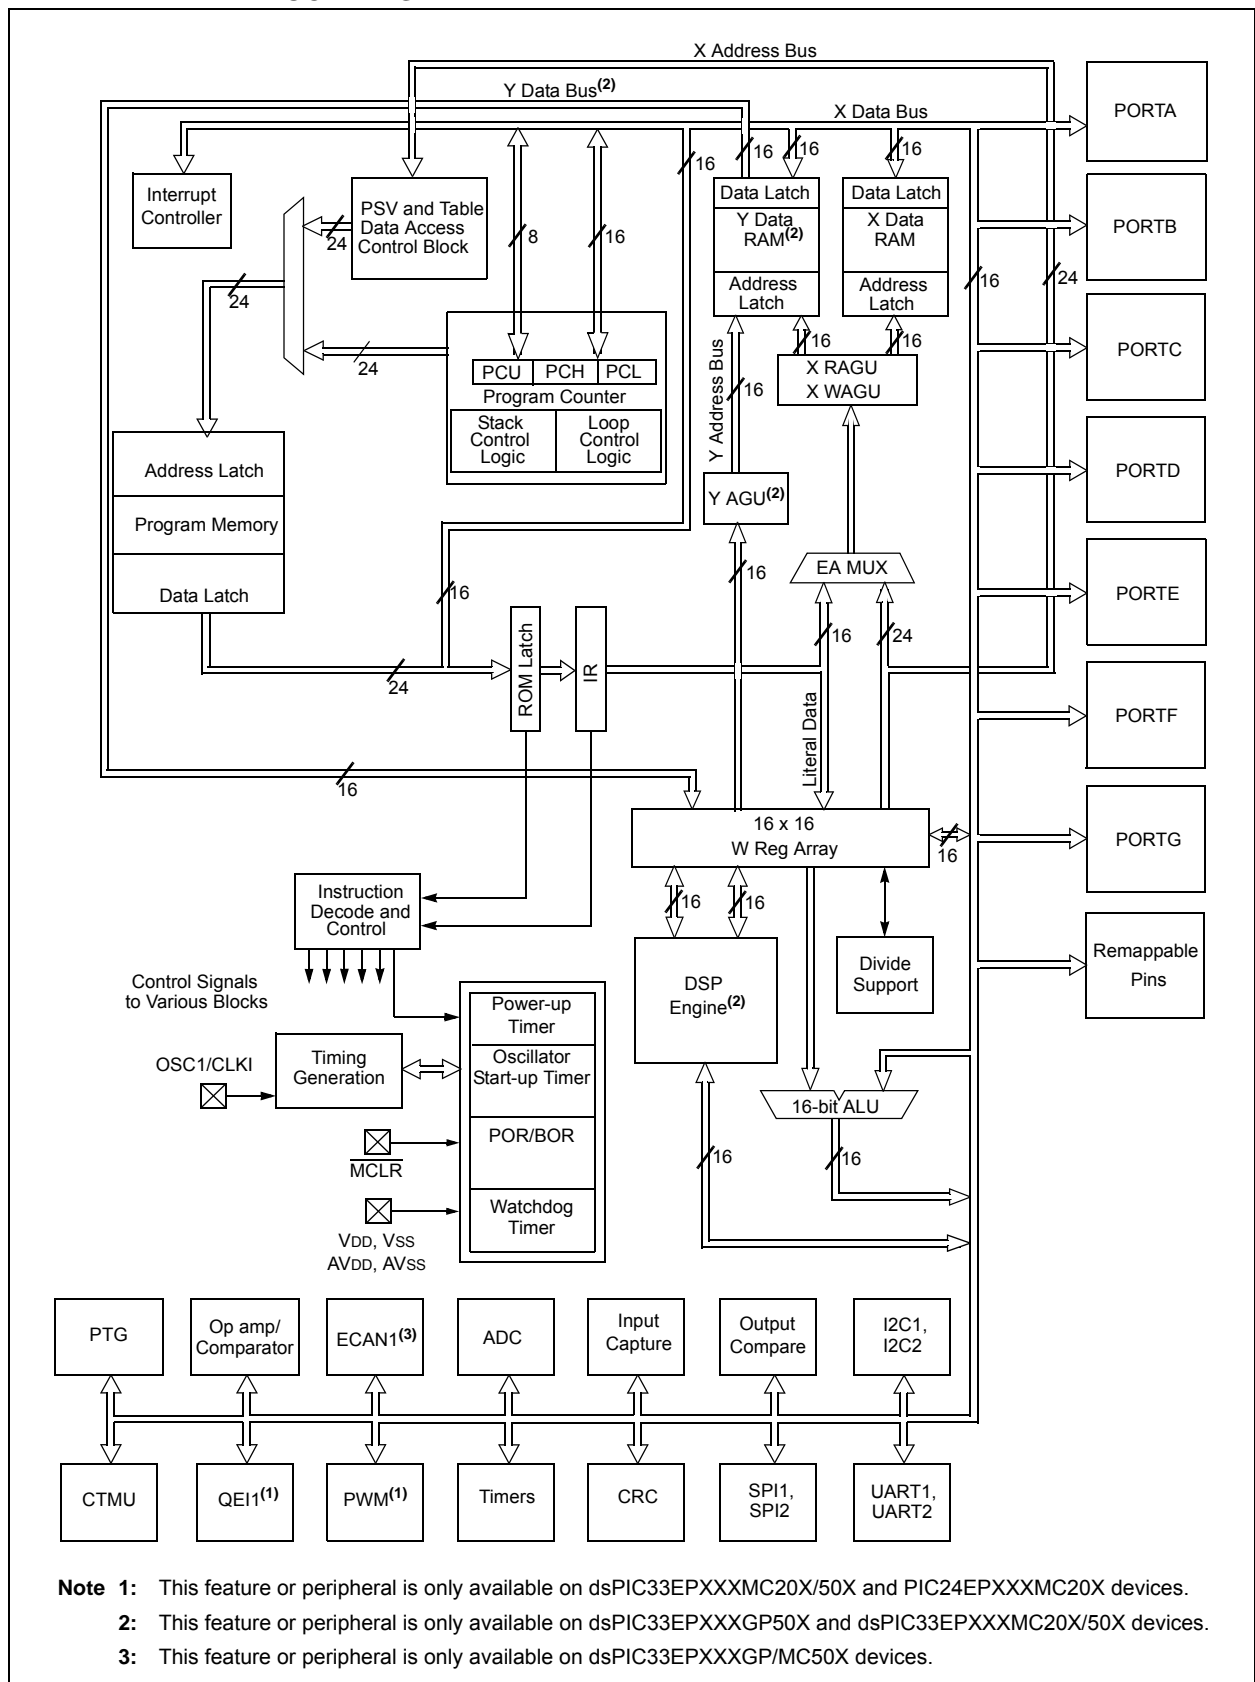 X Address Bus
Y Data Bus(2)
X Data Bus
PORTA
16
16
16
16
Interrupt
Controller
PSV and Table
Data Access
Control Block
24
8
16
Data Latch
Y Data
RAM(2)
Address
Latch
Data Latch
X Data
RAM
Address
Latch
PORTB
16
24
24
24
16
16
PORTC
PCU
PCH
PCL
Program Counter
Stack
Control
Logic
Loop
Control
Logic
Y Address Bus
16
X RAGU
X WAGU
Address Latch
Program Memory
Data Latch
Y AGU(2)
PORTD
16
16
EA MUX
PORTE
16
24
24
ROM Latch
IR
Literal Data
PORTF
16
16 x 16
W Reg Array
16
PORTG
Instruction
Decode and
Control
16
16
Control Signals
to Various Blocks
DSP
Engine(2)
Divide
Support
Remappable
Pins
Power-up
Timer
OSC1/CLKI
Timing
Generation
Oscillator
Start-up Timer
16-bit ALU
POR/BOR
MCLR
16
16
Watchdog
Timer
VDD, VSS
AVDD, AVSS
PTG
Op amp/
Comparator
ECAN1(3)
ADC
Input
Capture
Output
Compare
I2C1,
I2C2
CTMU
QEI1(1)
PWM(1)
Timers
CRC
SPI1,
SPI2
UART1,
UART2
Note 1: This feature or peripheral is only available on dsPIC33EPXXXMC20X/50X and PIC24EPXXXMC20X devices.
2: This feature or peripheral is only available on dsPIC33EPXXXGP50X and dsPIC33EPXXXMC20X/50X devices.
3: This feature or peripheral is only available on dsPIC33EPXXXGP/MC50X devices.